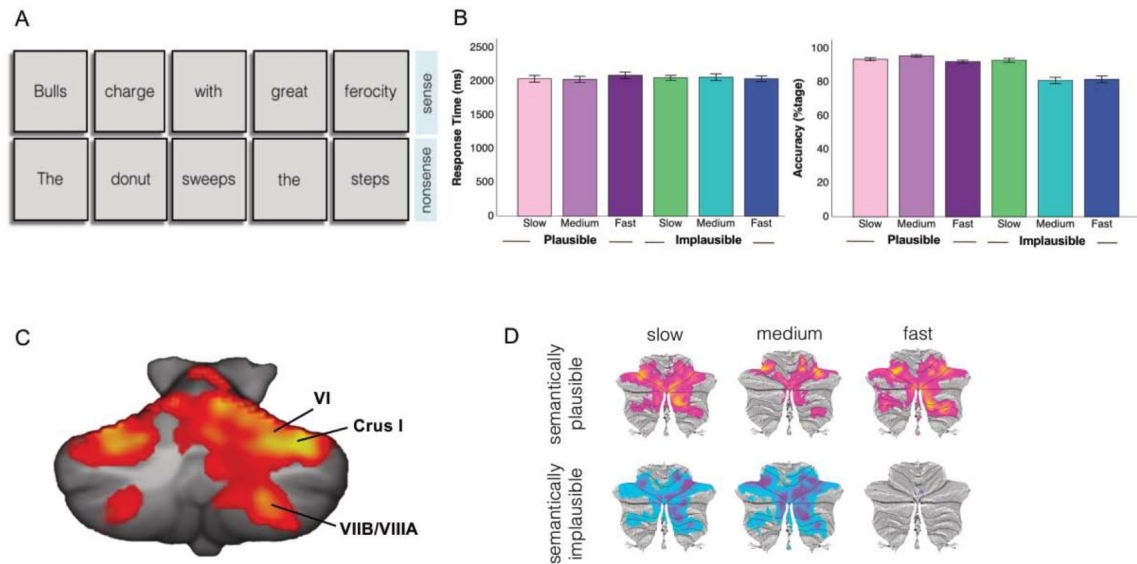 A
Bulls charge with great ferocity
sense
The donut sweeps the steps
nonsense
B
Response Time (ms)
2500
2000
1500
1000
500
0
Slow Medium Fast Slow Medium Fast
Plausible Implausible
Accuracy (%tage)
100
80
60
40
20
0
Slow Medium Fast Slow Medium Fast
Plausible Implausible
C
VI
Crus I
VIIB/VIIIA
D
slow medium fast
semantically
plausible
semantically
implausible